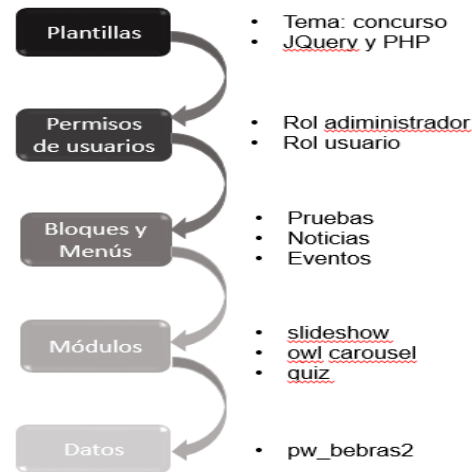 Plantillas
• Tema: concurso
• JQuery y PHP
Permisos
de usuarios
• Rol adiministrador
• Rol usuario
Bloques y
Menús
• Pruebas
• Noticias
• Eventos
Módulos
• slideshow
• owl carousel
• quiz
Datos
• pw_bebras2